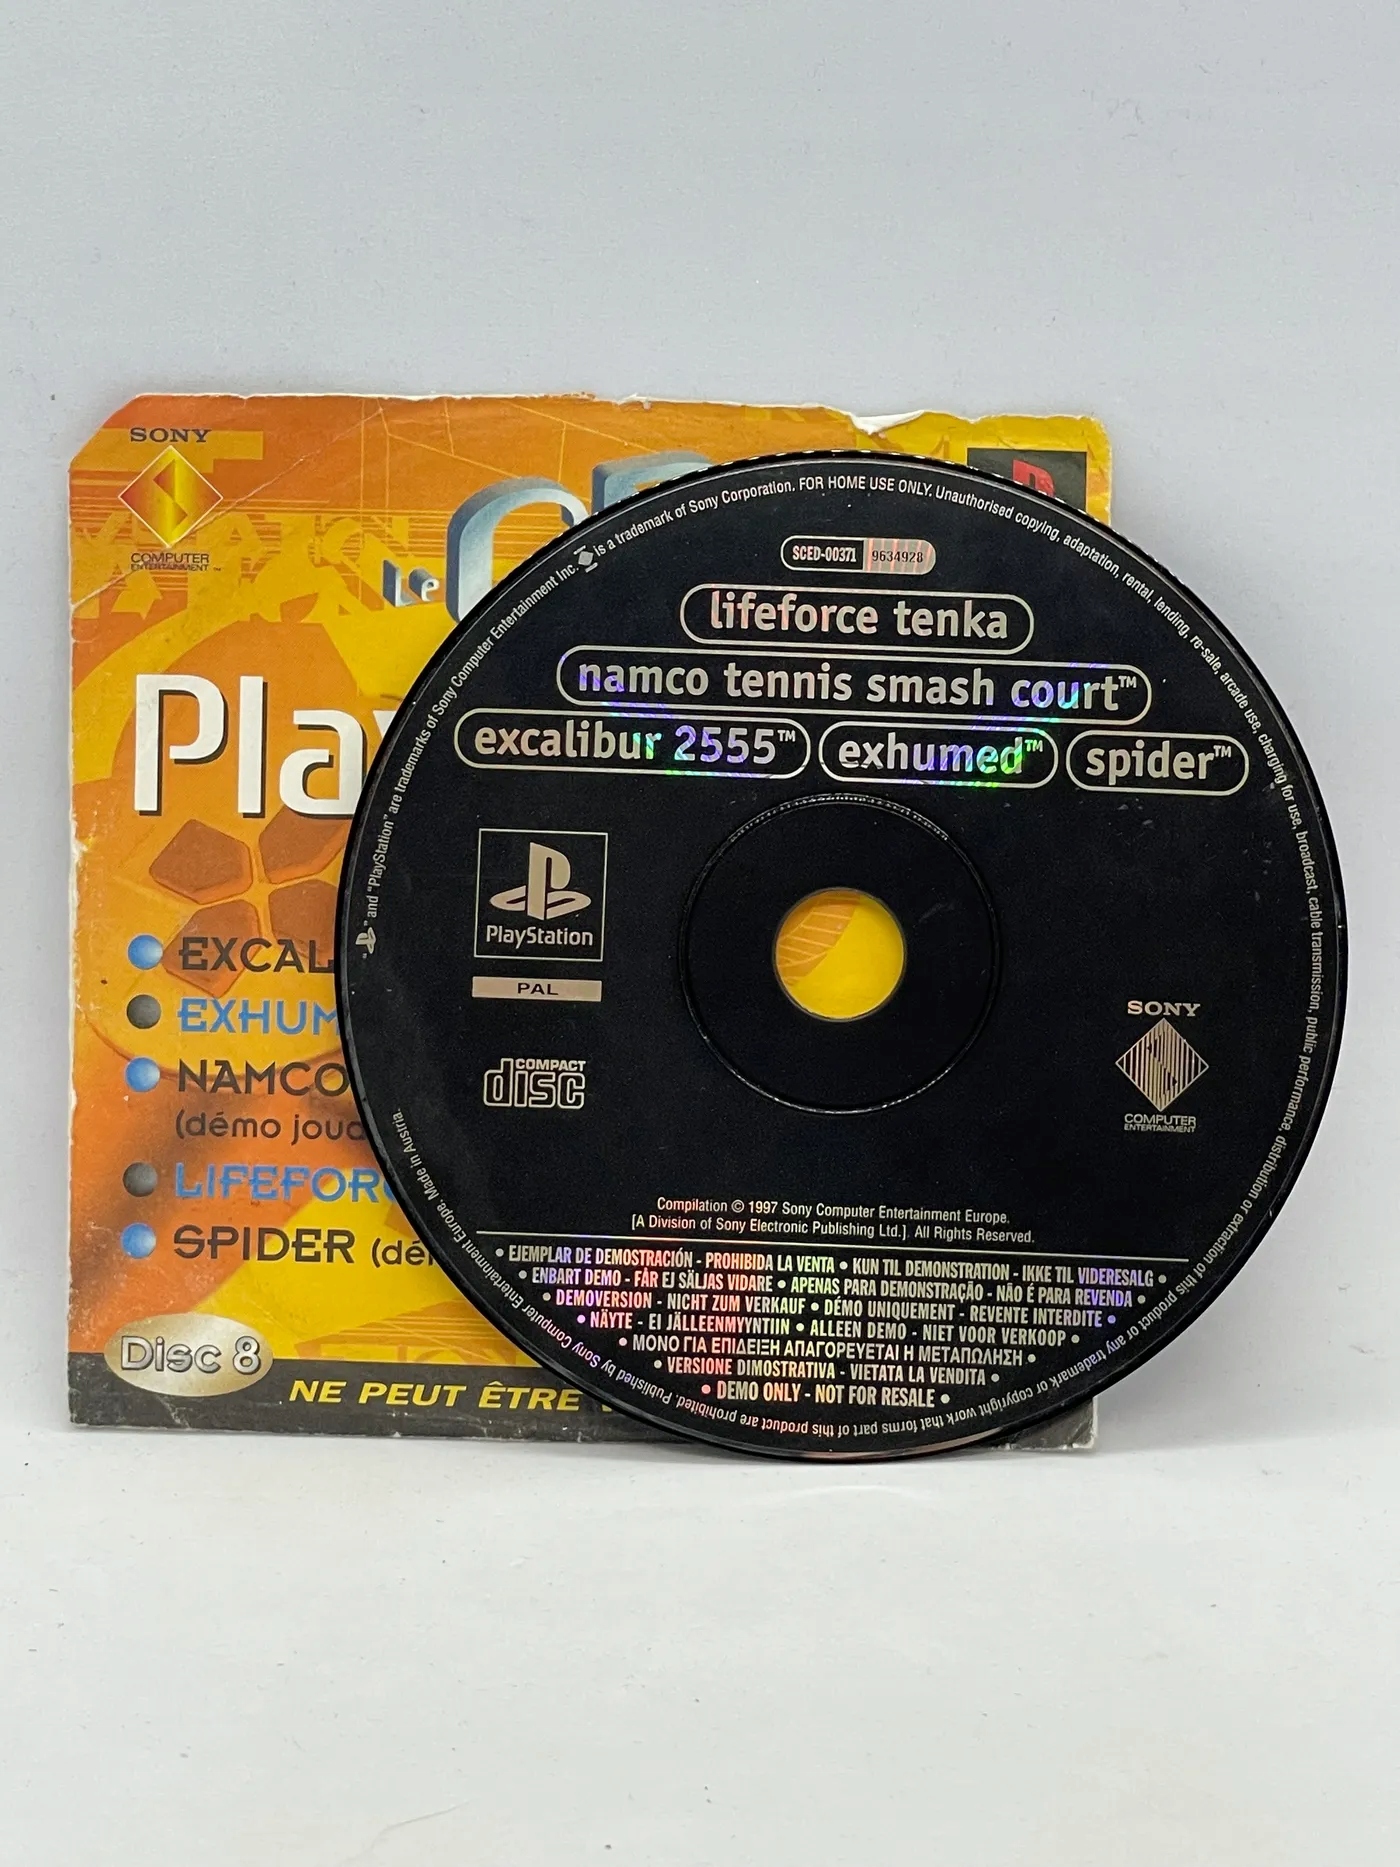 SONY
COMPUTER
ENTERTAINMENT ™
Le
Pla
EXCAL
EXHUM
NAMCO
(démo joua
LIFEFOR
SPIDER (dé
Disc 8
NE PEUT ÊTRE
is a trademark of Sony Corporation. FOR HOME USE ONLY. Unauthorised copying, adaptation, rental, lending, re-sale, arcade use, charging for use, broadcast, cable transmission, public performance, distribution or extraction of this product or any trademark or copyright work that forms part of this product are prohibited. Published by Sony Computer Entertainment Europe. Made in Austria.
" and "PlayStation" are trademarks of Sony Computer Entertainment Inc.
SCED-00371 9634928
lifeforce tenka
namco tennis smash court™
excalibur 2555™ exhumed™ spider™
PlayStation
PAL
COMPACT
disc
SONY
COMPUTER
ENTERTAINMENT
Compilation © 1997 Sony Computer Entertainment Europe.
[A Division of Sony Electronic Publishing Ltd.]. All Rights Reserved.
• EJEMPLAR DE DEMOSTRACIÓN - PROHIBIDA LA VENTA • KUN TIL DEMONSTRATION - IKKE TIL VIDERESALG •
• ENBART DEMO - FÅR EJ SÄLJAS VIDARE • APENAS PARA DEMONSTRAÇÃO - NÃO É PARA REVENDA •
• DEMOVERSION - NICHT ZUM VERKAUF • DÉMO UNIQUEMENT - REVENTE INTERDITE •
• NÄYTE - EI JÄLLEENMYYNTIIN • ALLEEN DEMO - NIET VOOR VERKOOP •
• ΜΟΝΟ ΓΙΑ ΕΠΙΔΕΙΞΗ ΑΠΑΓΟΡΕΥΕΤΑΙ Η ΜΕΤΑΠΩΛΗΣΗ •
• VERSIONE DIMOSTRATIVA - VIETATA LA VENDITA •
• DEMO ONLY - NOT FOR RESALE •